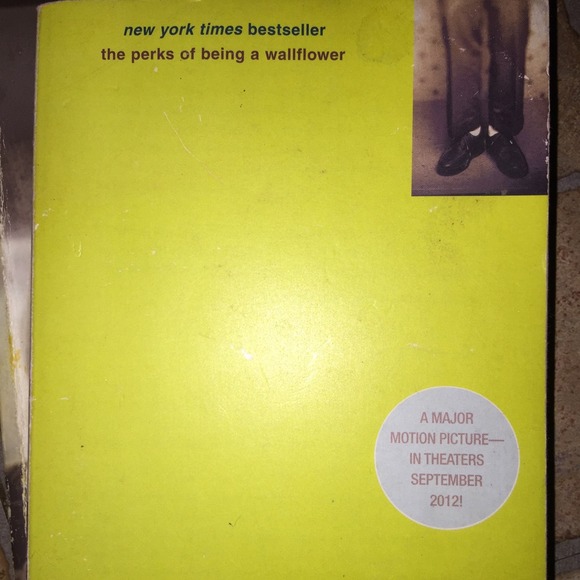 new york times bestseller
the perks of being a wallflower
A MAJOR
MOTION PICTURE—
IN THEATERS
SEPTEMBER
2012!